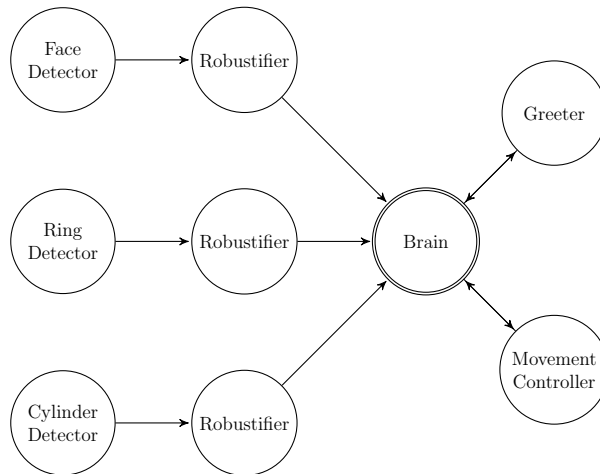 Face
Detector
Robustifier
Greeter
Ring
Detector
Robustifier
Brain
Movement
Controller
Cylinder
Detector
Robustifier